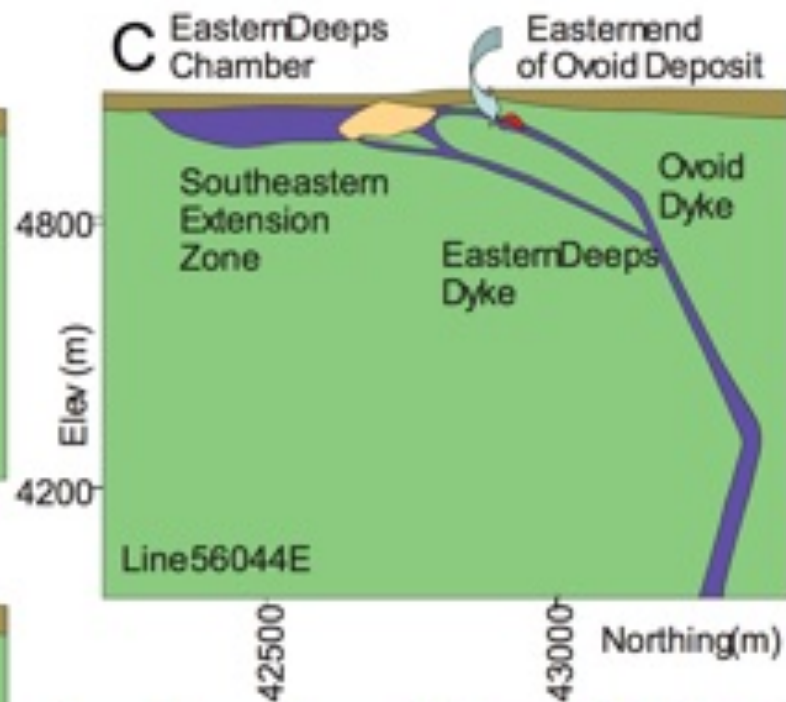 C
EasternDeeps
Chamber
Easternend
of Ovoid Deposit
Southeastern
Extension
Zone
Ovoid
Dyke
EasternDeeps
Dyke
4800
Elev (m)
4200
Line56044E
42500
43000
Northing(m)